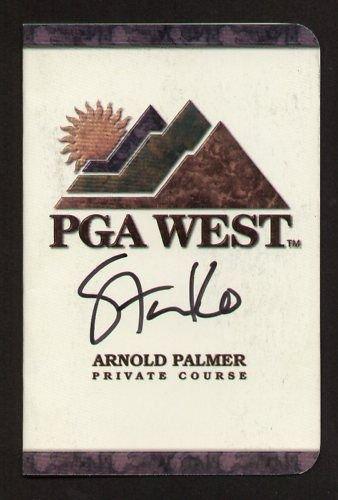 PGA WEST™
ARNOLD PALMER
PRIVATE COURSE